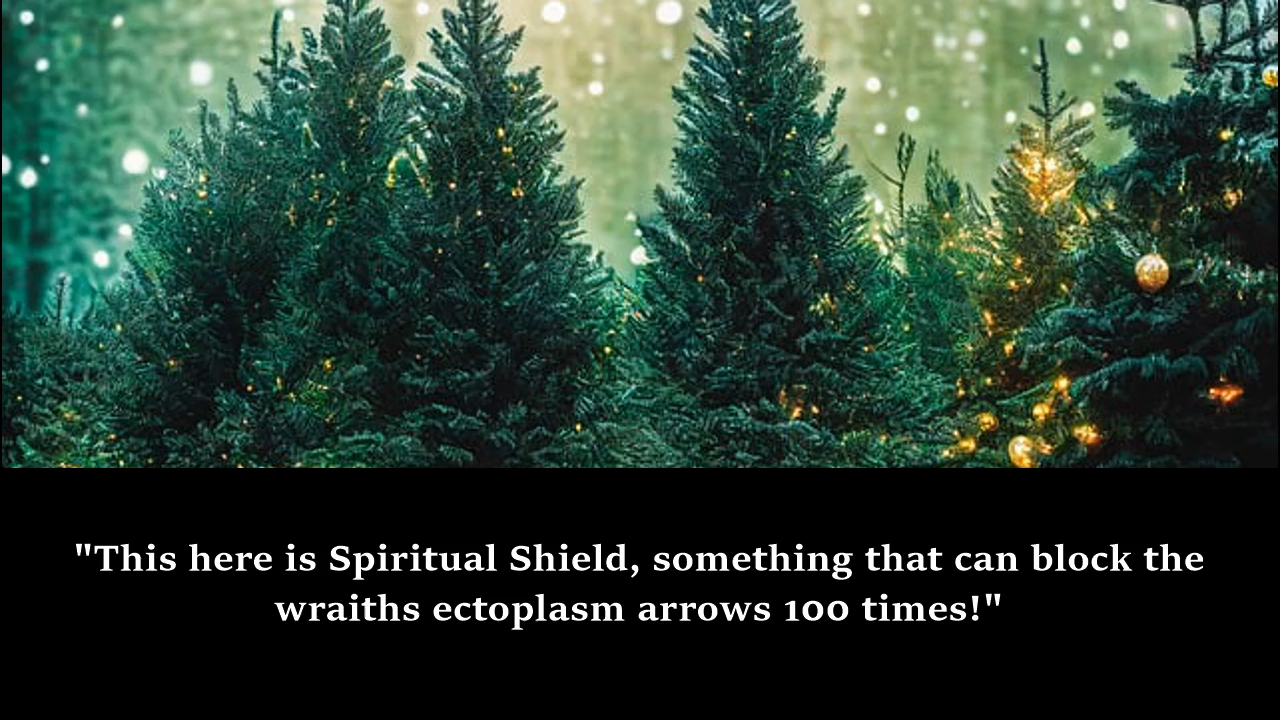 "This here is Spiritual Shield, something that can block the
wraiths ectoplasm arrows 100 times!"